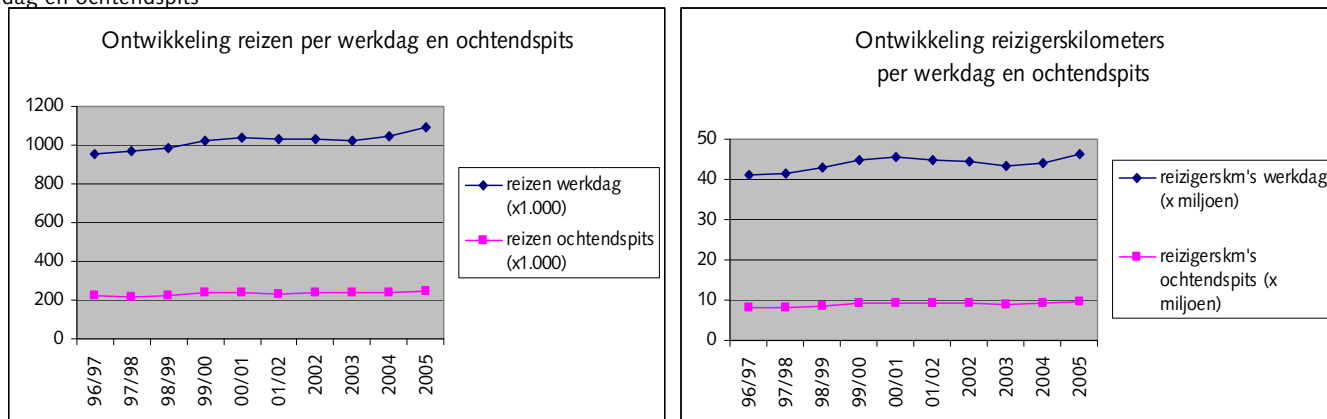 dag en ochtendspits
Ontwikkeling reizen per werkdag en ochtendspits
1200
1000
800
600
400
200
0
96/97
97/98
98/99
99/00
00/01
01/02
2002
2003
2004
2005
reizen werkdag
(x1.000)
reizen ochtendspits
(x1.000)
Ontwikkeling reizigerskilometers
per werkdag en ochtendspits
50
40
30
20
10
0
96/97
97/98
98/99
99/00
00/01
01/02
2002
2003
2004
2005
reizigerskm's werkdag
(x miljoen)
reizigerskm's
ochtendspits (x
miljoen)